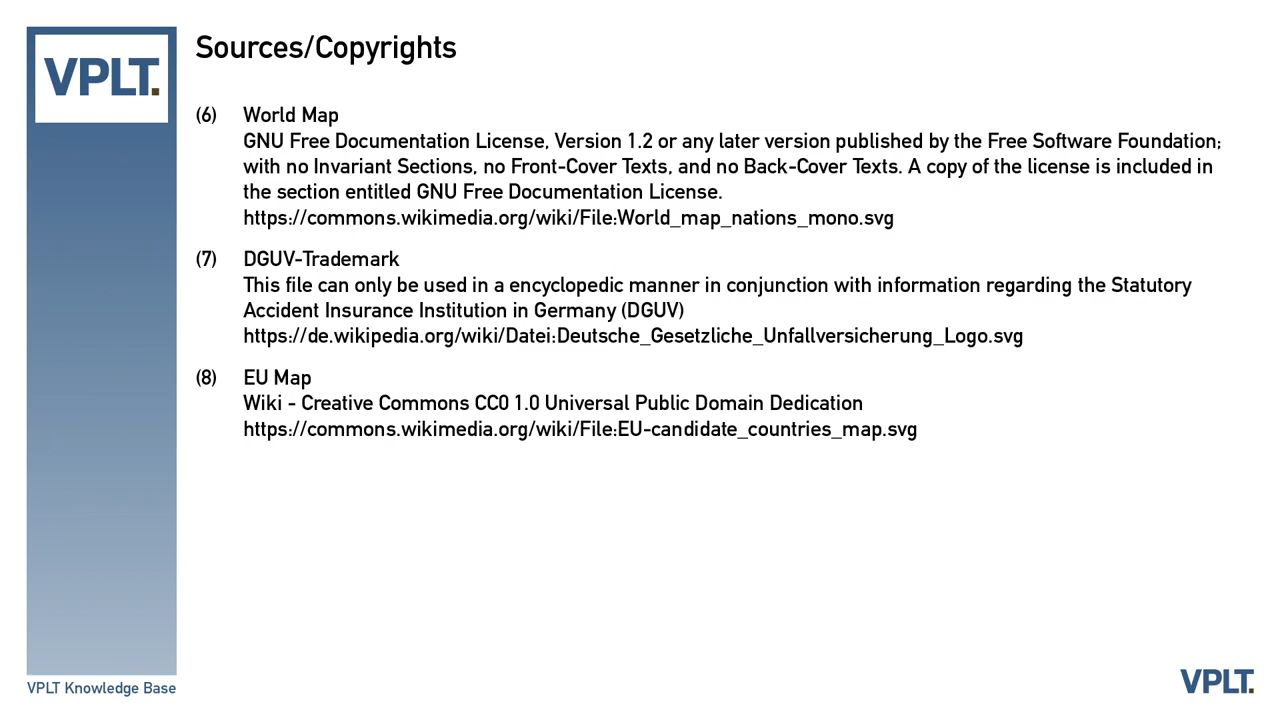 VPLT.
Sources/Copyrights
(6) World Map
GNU Free Documentation License, Version 1.2 or any later version published by the Free Software Foundation;
with no Invariant Sections, no Front-Cover Texts, and no Back-Cover Texts. A copy of the license is included in
the section entitled GNU Free Documentation License.
https://commons.wikimedia.org/wiki/File:World_map_nations_mono.svg
(7) DGUV-Trademark
This file can only be used in a encyclopedic manner in conjunction with information regarding the Statutory
Accident Insurance Institution in Germany (DGUV)
https://de.wikipedia.org/wiki/Datei:Deutsche_Gesetzliche_Unfallversicherung_Logo.svg
(8) EU Map
Wiki - Creative Commons CC0 1.0 Universal Public Domain Dedication
https://commons.wikimedia.org/wiki/File:EU-candidate_countries_map.svg
VPLT Knowledge Base
VPLT.